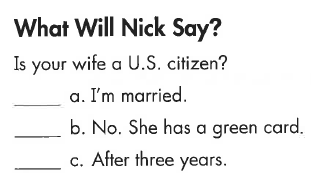 What Will Nick Say?
Is your wife a U.S. citizen?
_____ a. I'm married.
_____ b. No. She has a green card.
_____ c. After three years.